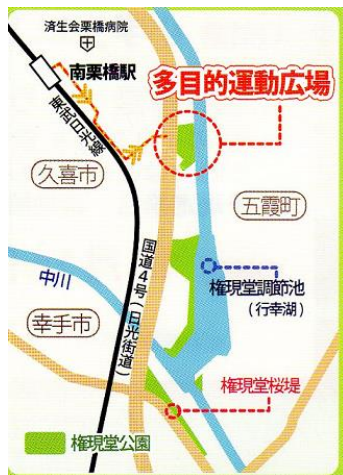 済生会栗橋病院
南栗橋駅
多目的運動広場
東武日光線
久喜市
五霞町
国道4号(日光街道)
中川
権現堂調節池
(行幸湖)
幸手市
権現堂桜堤
権現堂公園